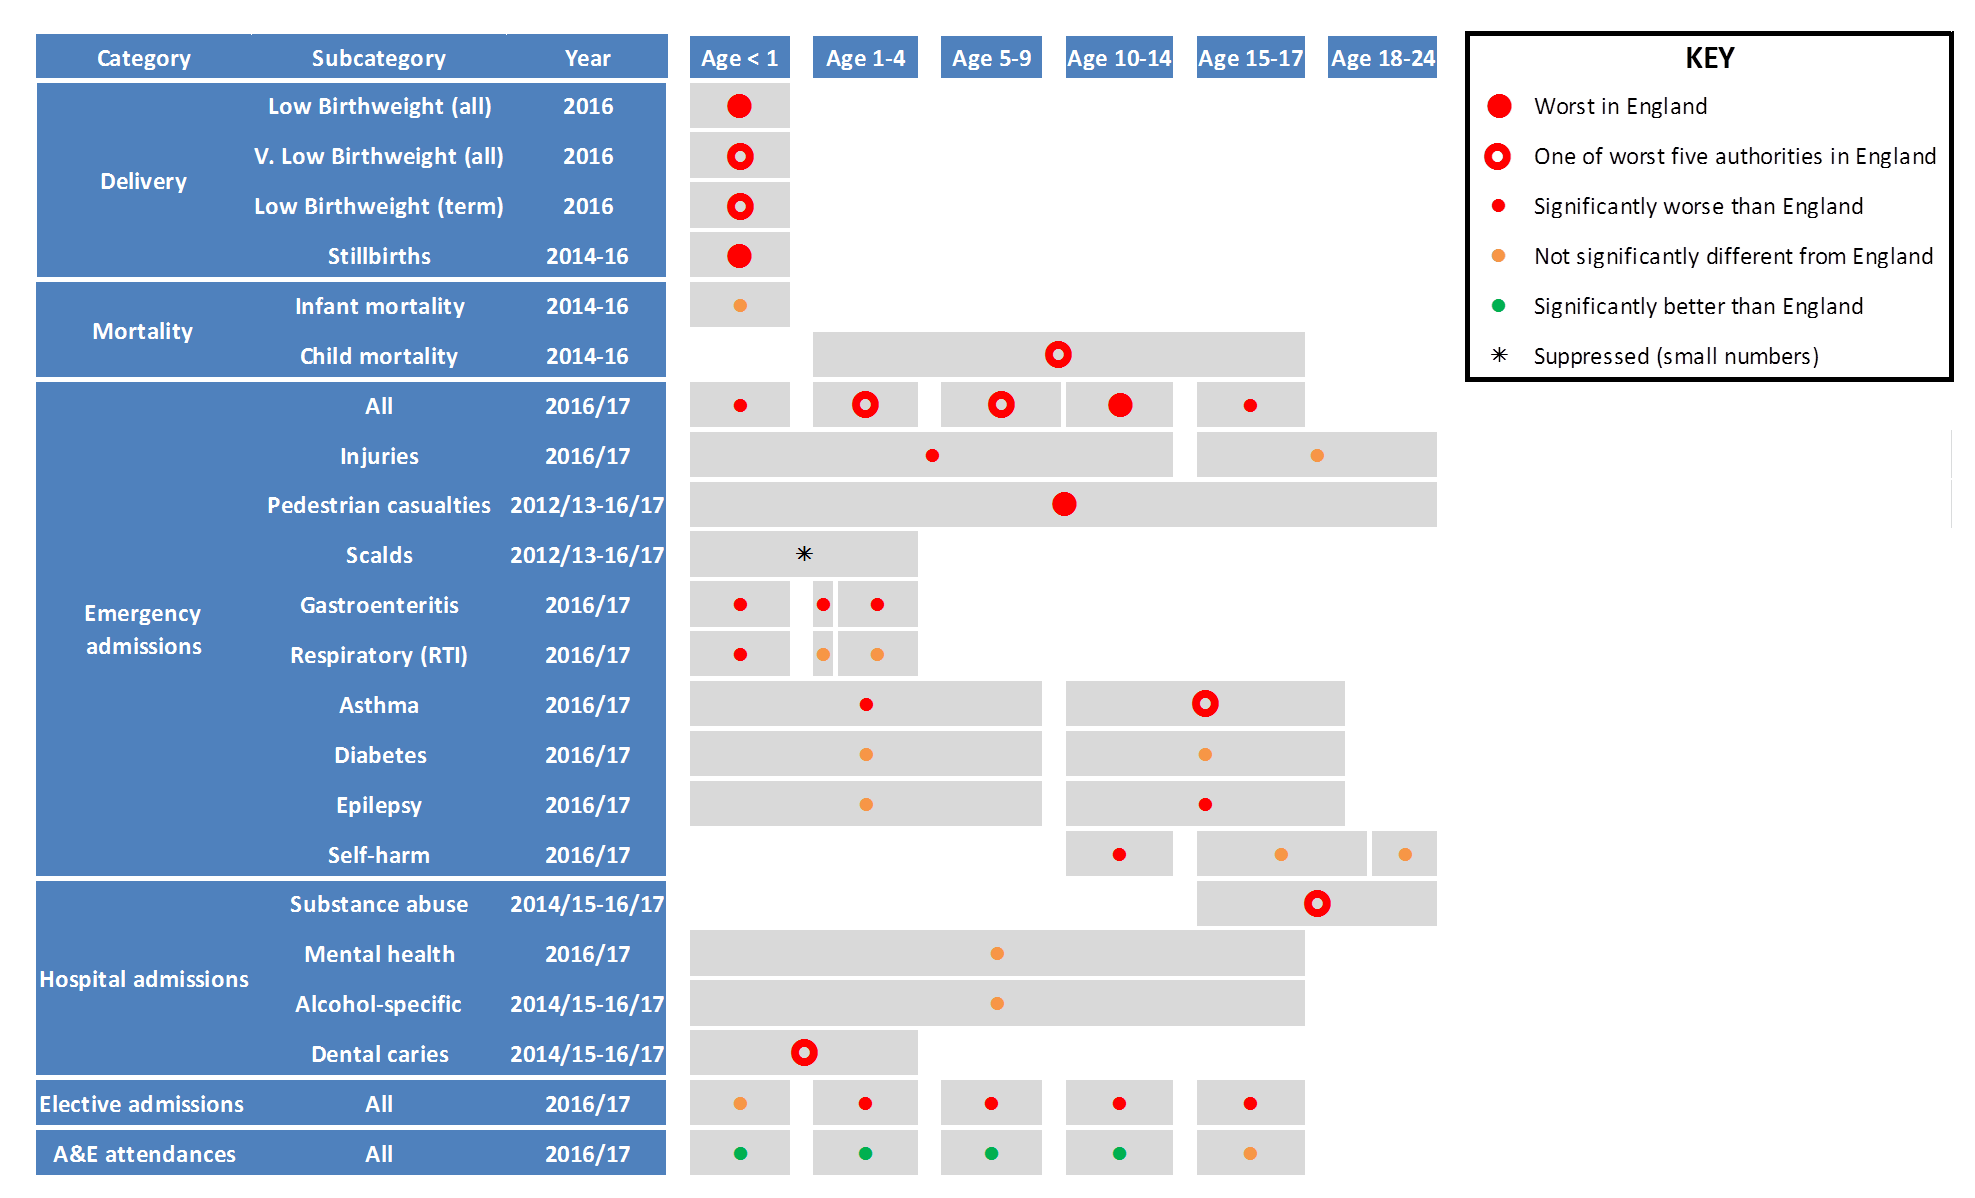 Category Subcategory Year Age < 1 Age 1-4 Age 5-9 Age 10-14 Age 15-17 Age 18-24
Delivery
Low Birthweight (all) 2016
V. Low Birthweight (all) 2016
Low Birthweight (term) 2016
Stillbirths 2014-16
Mortality
Infant mortality 2014-16
Child mortality 2014-16
Emergency
admissions
All 2016/17
Injuries 2016/17
Pedestrian casualties 2012/13-16/17
Scalds 2012/13-16/17
Gastroenteritis 2016/17
Respiratory (RTI) 2016/17
Asthma 2016/17
Diabetes 2016/17
Epilepsy 2016/17
Self-harm 2016/17
Hospital admissions
Substance abuse 2014/15-16/17
Mental health 2016/17
Alcohol-specific 2014/15-16/17
Dental caries 2014/15-16/17
Elective admissions All 2016/17
A&E attendances All 2016/17
KEY
Worst in England
One of worst five authorities in England
Significantly worse than England
Not significantly different from England
Significantly better than England
Suppressed (small numbers)